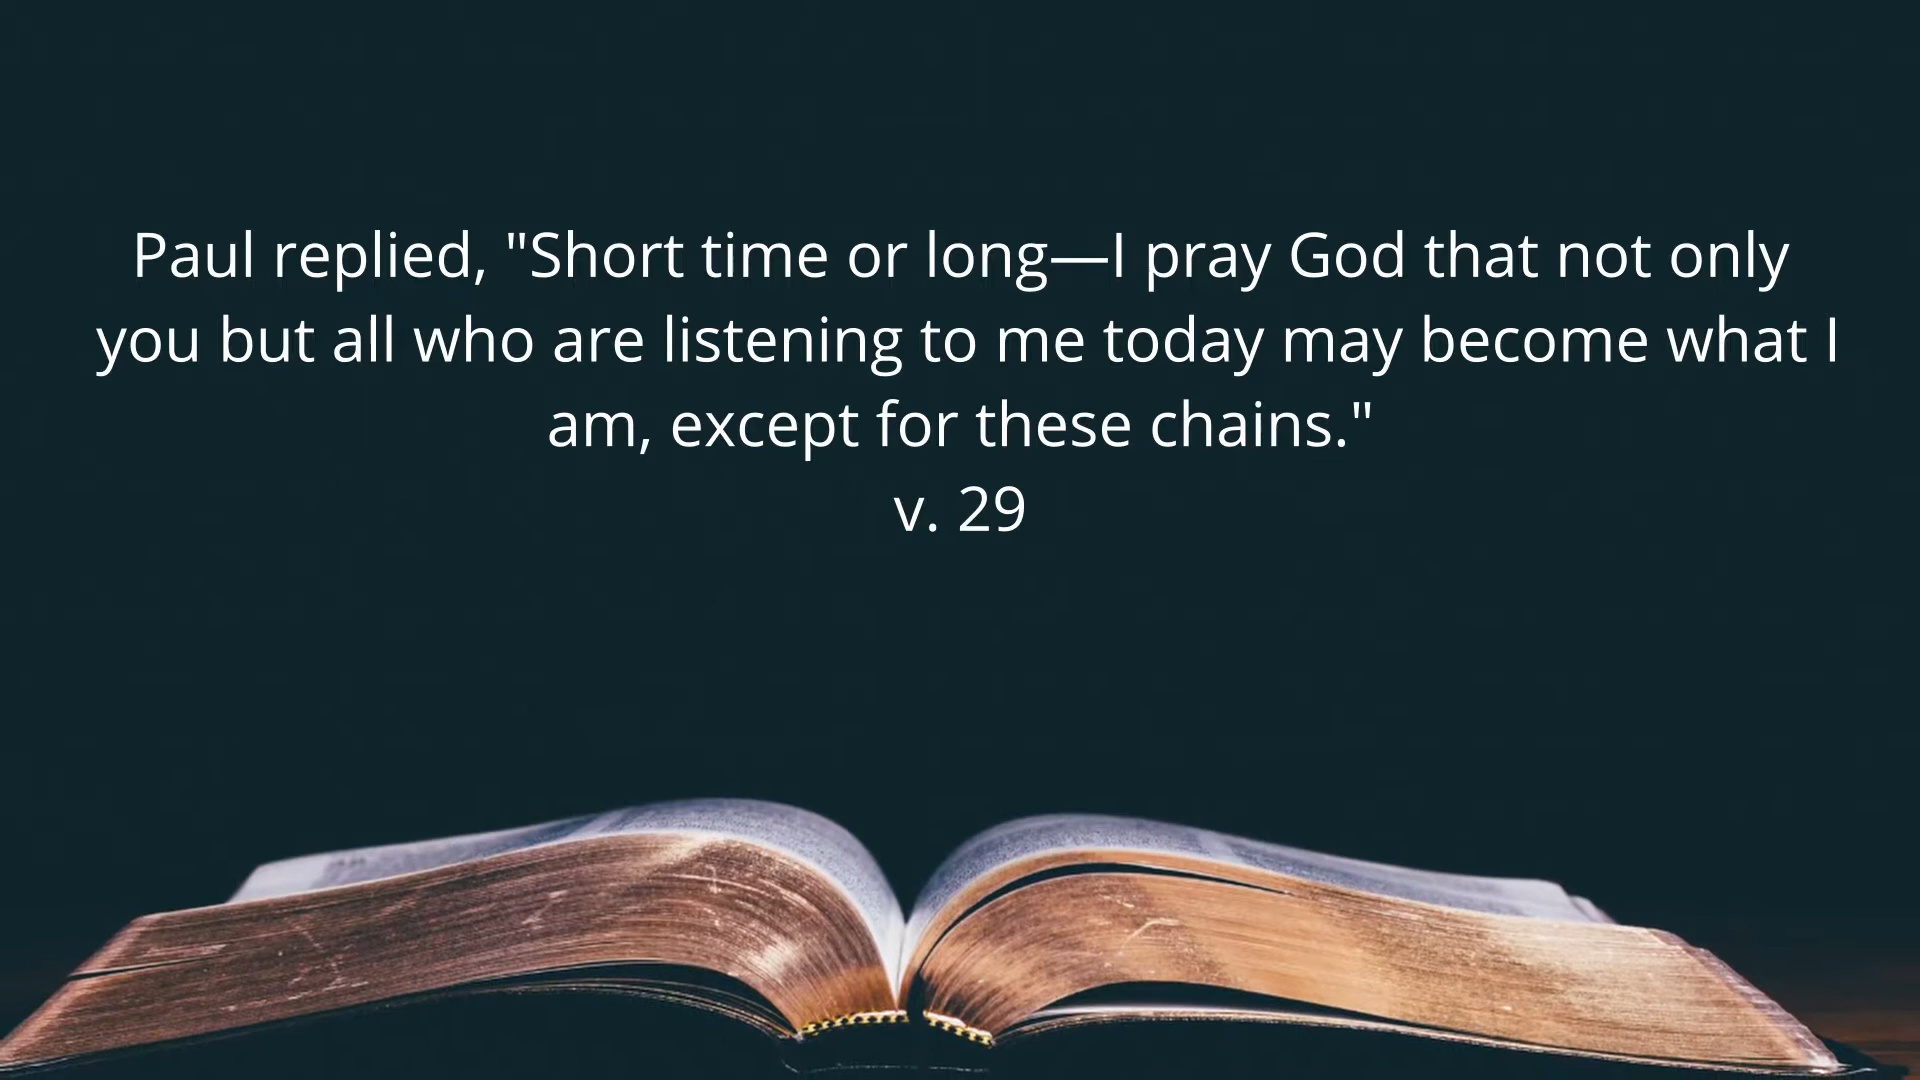 Paul replied, "Short time or long—I pray God that not only
you but all who are listening to me today may become what I
am, except for these chains."
v. 29